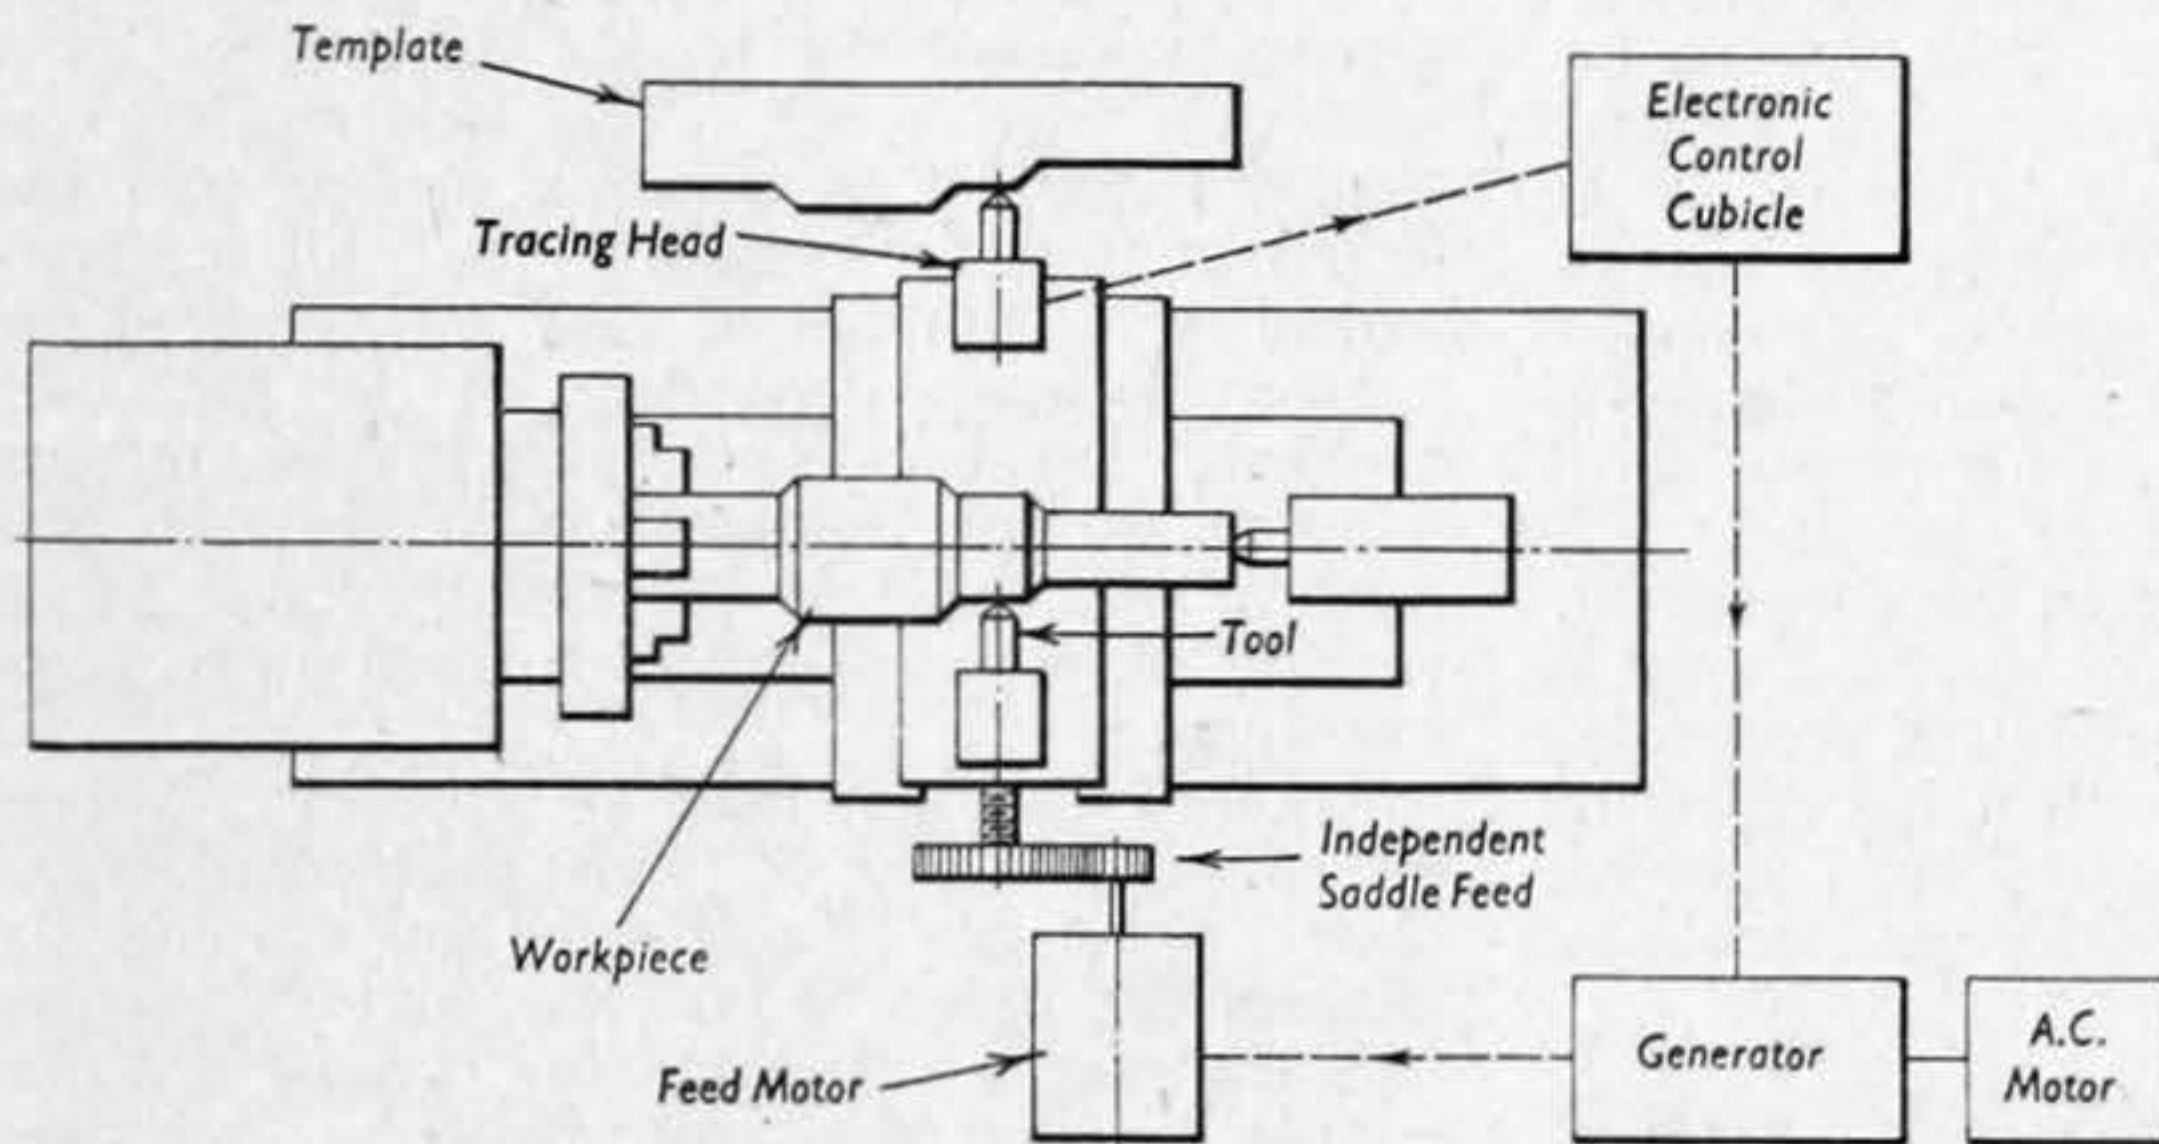 Template
Electronic
Control
Cubicle
Tracing Head
Tool
Independent
Saddle Feed
Workpiece
Feed Motor
Generator
A.C.
Motor